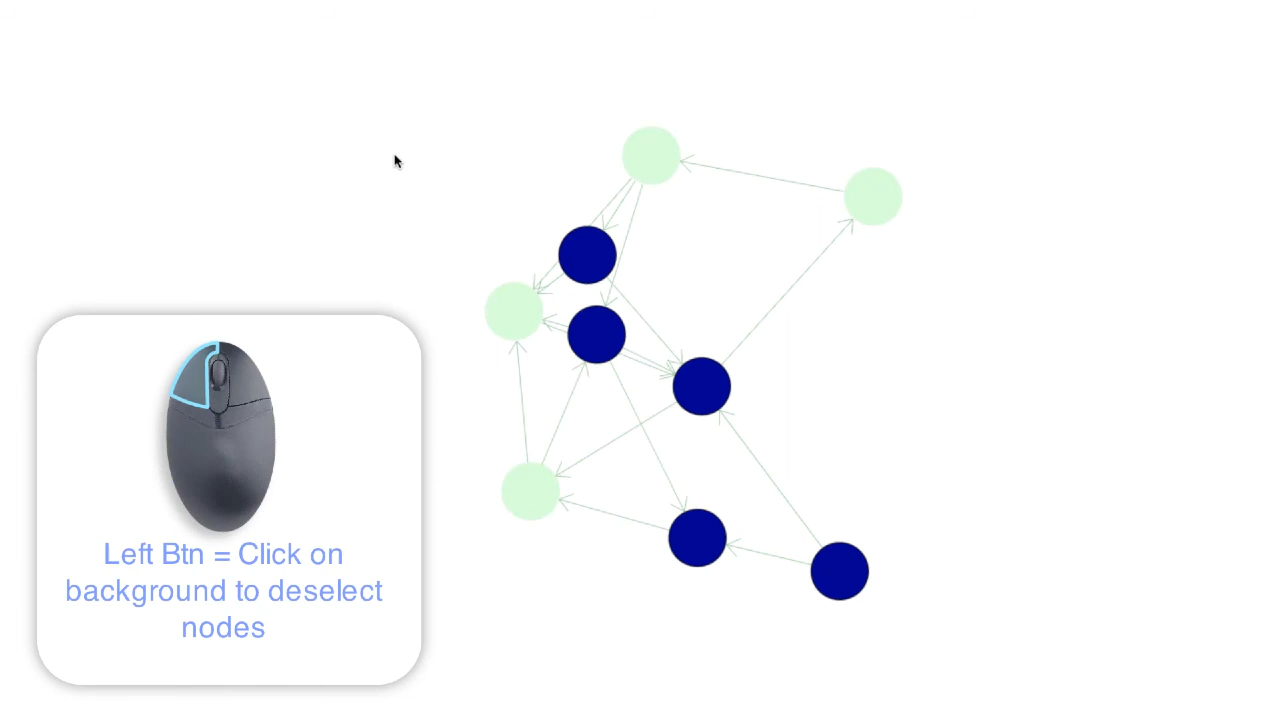 Left Btn = Click on
background to deselect
nodes